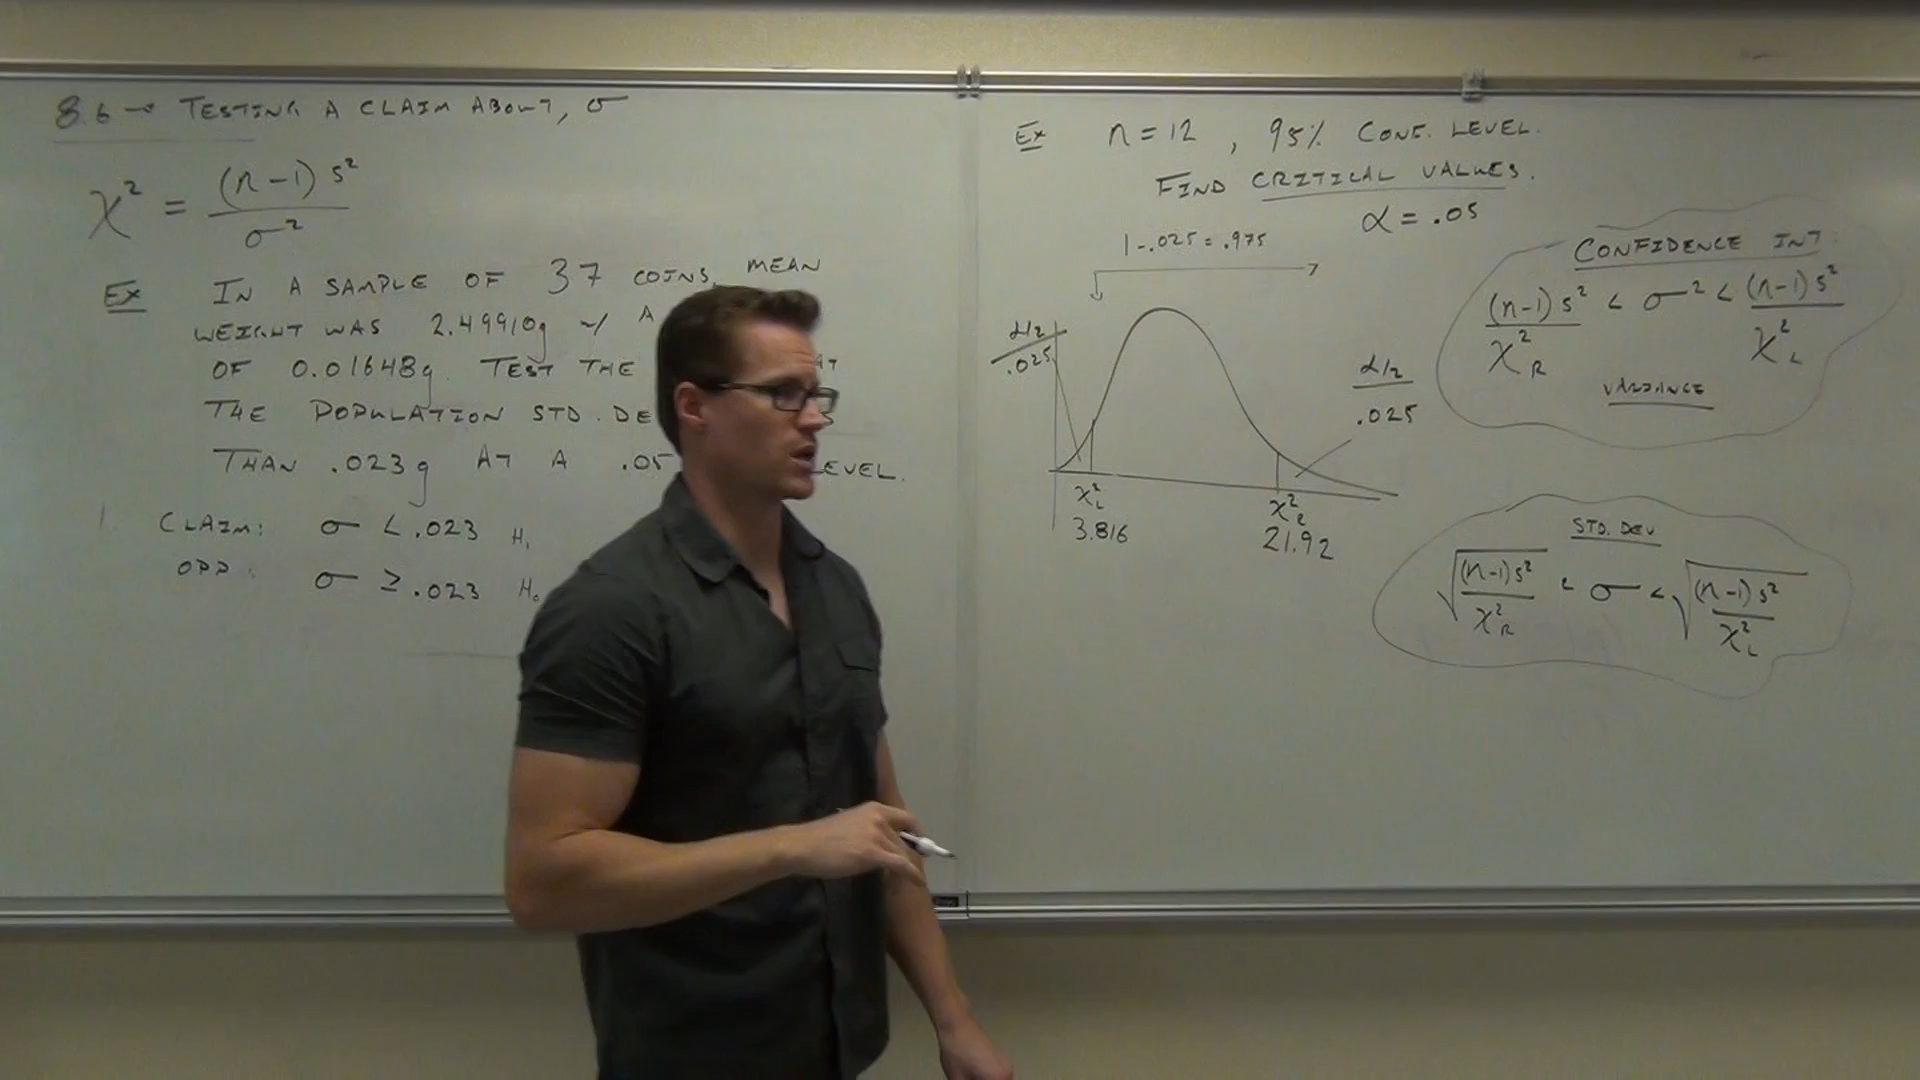 8.6 → TESTING A CLAIM ABOUT, σ
χ² = (n-1) s² / σ²
Ex IN A SAMPLE OF 37 COINS, MEAN
WEIGHT WAS 2.49910g w/ A
OF 0.01648g. TEST THE AT
THE POPULATION STD. DE
THAN .023g AT A .05 LEVEL.
1. CLAIM: σ < .023 H₁
OPP: σ ≥ .023 H₀
Ex n = 12, 95% CONF. LEVEL.
FIND CRITICAL VALUES.
α = .05
1-.025 = .975
α/2
.025
α/2
.025
χ²L
3.816
χ²R
21.92
CONFIDENCE INT:
(n-1) s² / χ²R < σ² < (n-1) s² / χ²L
VARIANCE
STD. DEV
√((n-1)s² / χ²R) < σ < √((n-1)s² / χ²L)